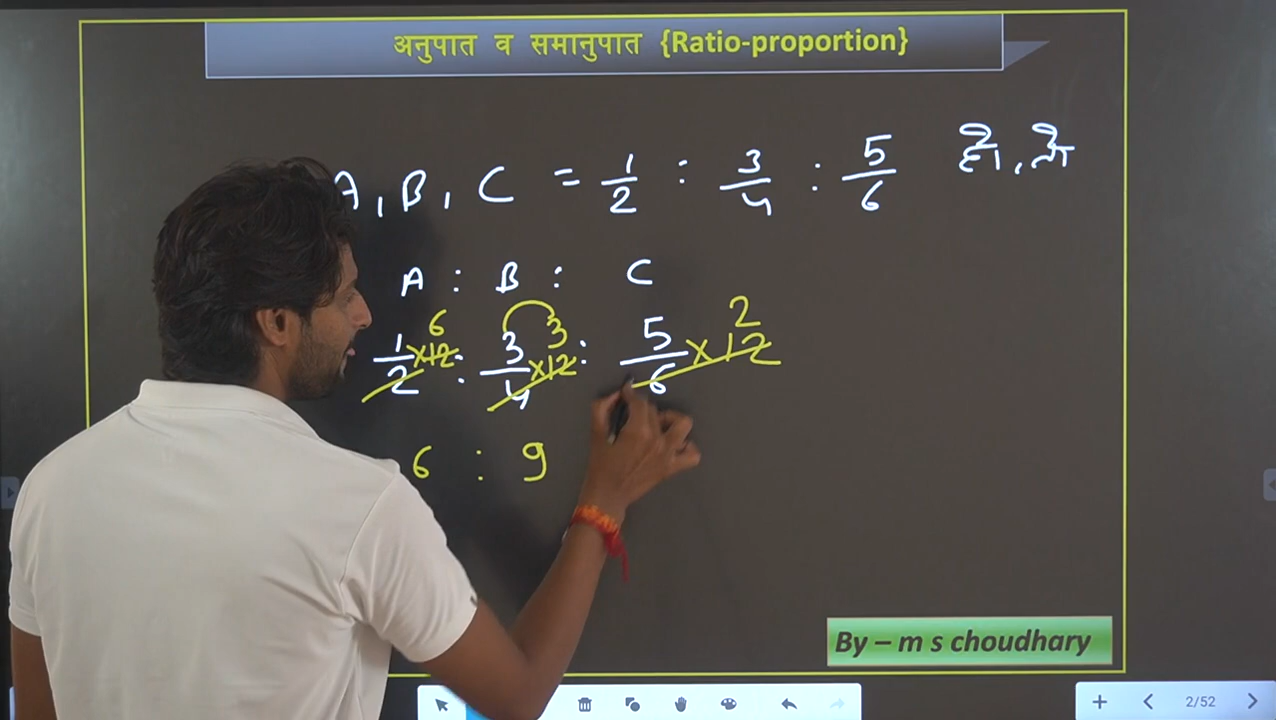 अनुपात व समानुपात {Ratio-proportion}
A, B, C = 1/2 : 3/4 : 5/6 हो, तो
A : B : C
1/2 ×12 6 : 3/4 ×12 3 : 5/6 ×12 2
6 : 9
By – m s choudhary
2/52